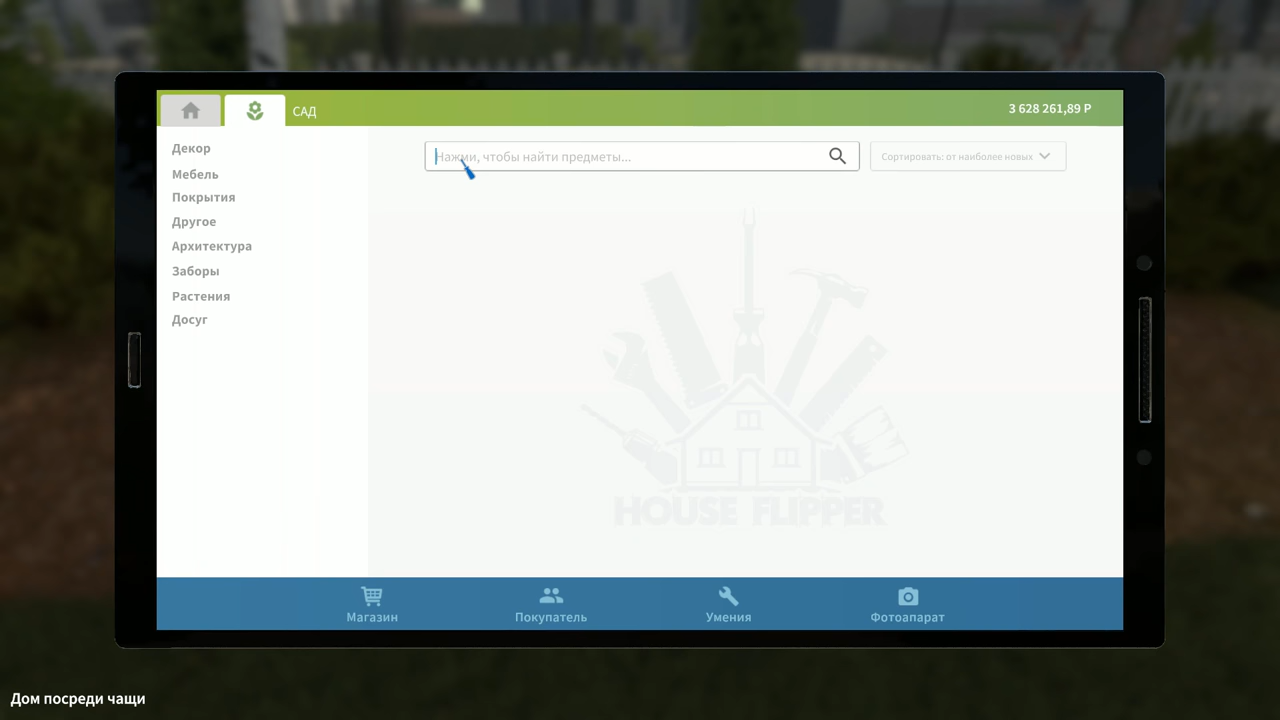 САД
3 628 261,89 Р
Декор
Мебель
Покрытия
Другое
Архитектура
Заборы
Растения
Досуг
Нажми, чтобы найти предметы...
Сортировать: от наиболее новых
HOUSE FLIPPER
Магазин
Покупатель
Умения
Фотоапарат
Дом посреди чащи